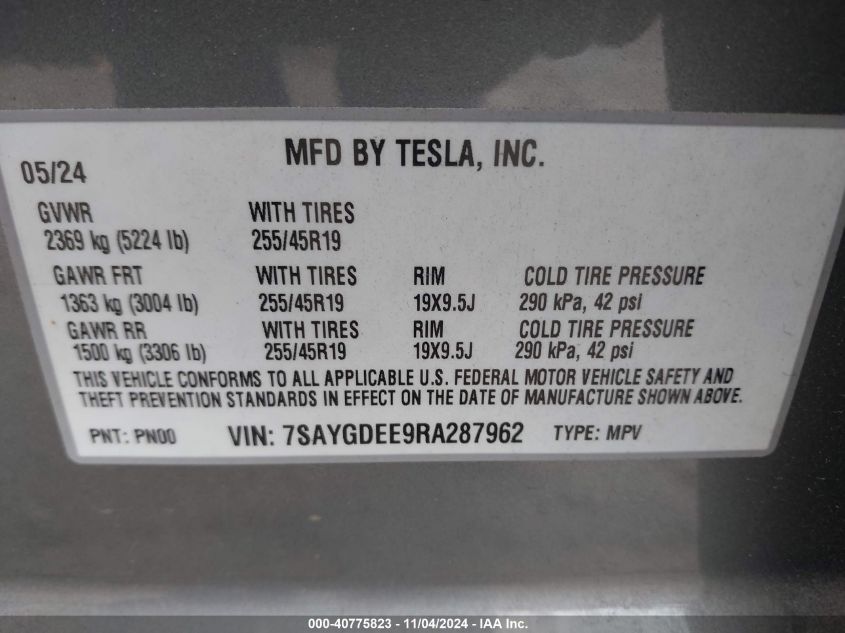 MFD BY TESLA, INC.
05/24
GVWR WITH TIRES
2369 kg (5224 lb) 255/45R19
GAWR FRT WITH TIRES RIM COLD TIRE PRESSURE
1363 kg (3004 lb) 255/45R19 19X9.5J 290 kPa, 42 psi
GAWR RR WITH TIRES RIM COLD TIRE PRESSURE
1500 kg (3306 lb) 255/45R19 19X9.5J 290 kPa, 42 psi
THIS VEHICLE CONFORMS TO ALL APPLICABLE U.S. FEDERAL MOTOR VEHICLE SAFETY AND
THEFT PREVENTION STANDARDS IN EFFECT ON THE DATE OF MANUFACTURE SHOWN ABOVE.
PNT: PN00 VIN: 7SAYGDEE9RA287962 TYPE: MPV
000-40775823 - 11/04/2024 - IAA Inc.